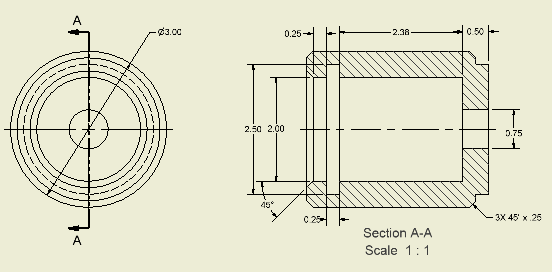 A
Ø3.00
A
0.25
2.38
0.50
2.50
2.00
0.75
45°
0.25
3X 45° x .25
Section A-A
Scale 1 : 1